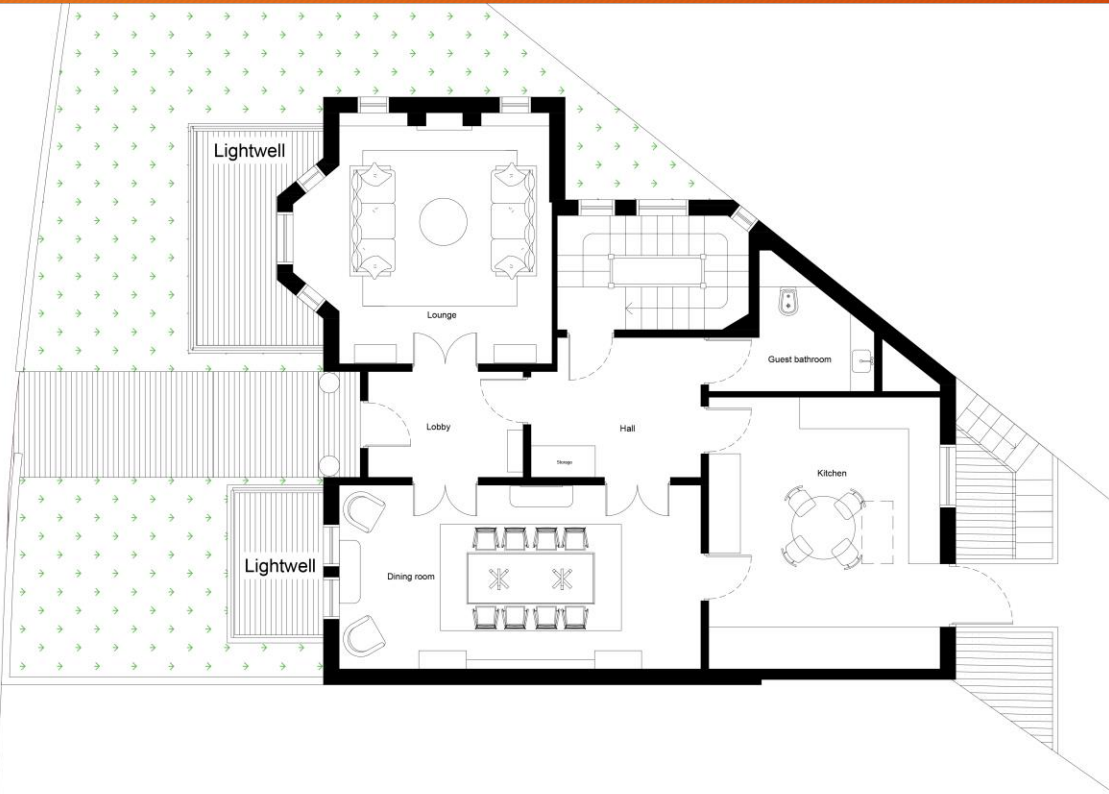 Lightwell
Lounge
Guest bathroom
Lobby
Hall
Storage
Kitchen
Lightwell
Dining room